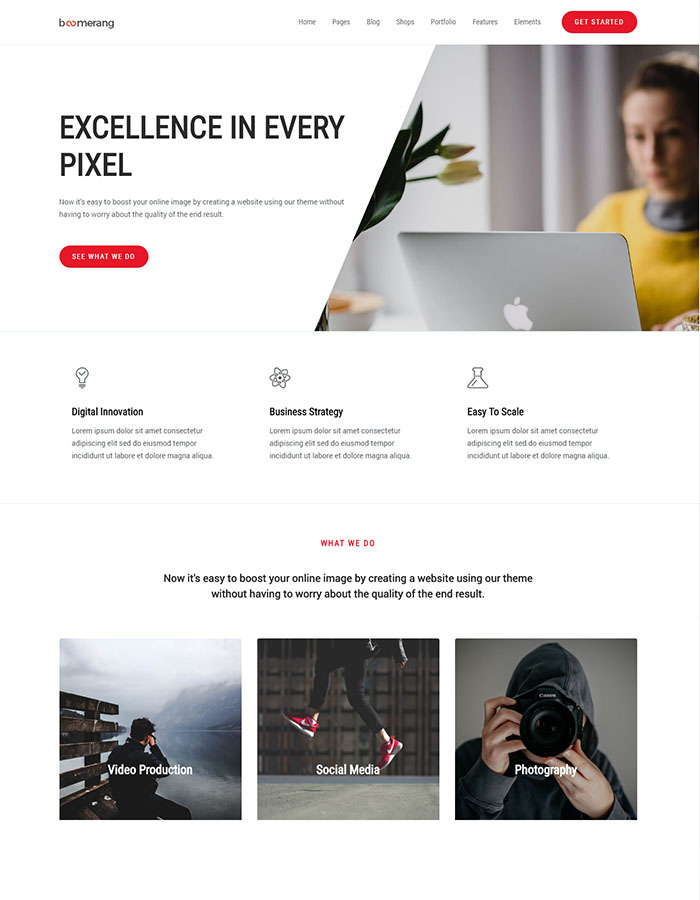 boomerang
Home Pages Blog Shops Portfolio Features Elements GET STARTED
EXCELLENCE IN EVERY
PIXEL
Now it's easy to boost your online image by creating a website using our theme without
having to worry about the quality of the end result.
SEE WHAT WE DO
Digital Innovation
Lorem ipsum dolor sit amet consectetur
adipiscing elit sed do eiusmod tempor
incididunt ut labore et dolore magna aliqua.
Business Strategy
Lorem ipsum dolor sit amet consectetur
adipiscing elit sed do eiusmod tempor
incididunt ut labore et dolore magna aliqua.
Easy To Scale
Lorem ipsum dolor sit amet consectetur
adipiscing elit sed do eiusmod tempor
incididunt ut labore et dolore magna aliqua.
WHAT WE DO
Now it's easy to boost your online image by creating a website using our theme
without having to worry about the quality of the end result.
Video Production
Social Media
Canon
Photography